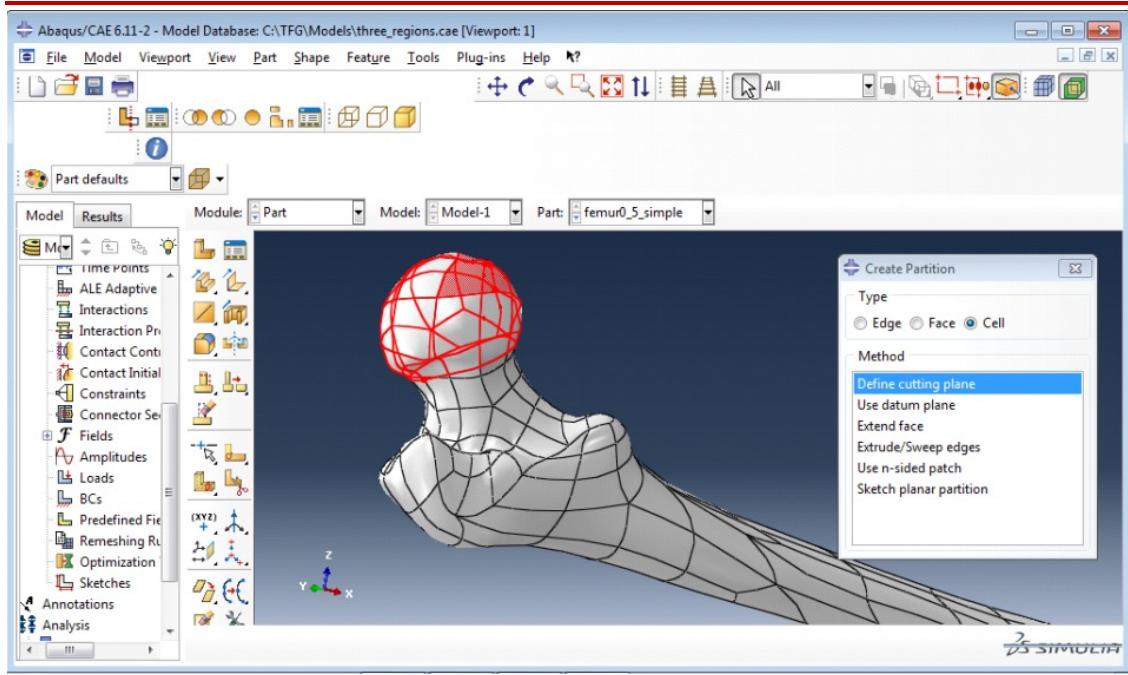 Abaqus/CAE 6.11-2 - Model Database: C:\TFG\Models\three_regions.cae [Viewport: 1]
File Model Viewport View Part Shape Feature Tools Plug-ins Help
All
Part defaults
Model Results
Module: Part Model: Model-1 Part: femur0_5_simple
Time Points
ALE Adaptive
Interactions
Interaction Pr
Contact Cont
Contact Initial
Constraints
Connector Se
Fields
Amplitudes
Loads
BCs
Predefined Fie
Remeshing Ru
Optimization
Sketches
Annotations
Analysis
Create Partition
Type
Edge Face Cell
Method
Define cutting plane
Use datum plane
Extend face
Extrude/Sweep edges
Use n-sided patch
Sketch planar partition
(XYZ)
Z
Y X
SIMULIA